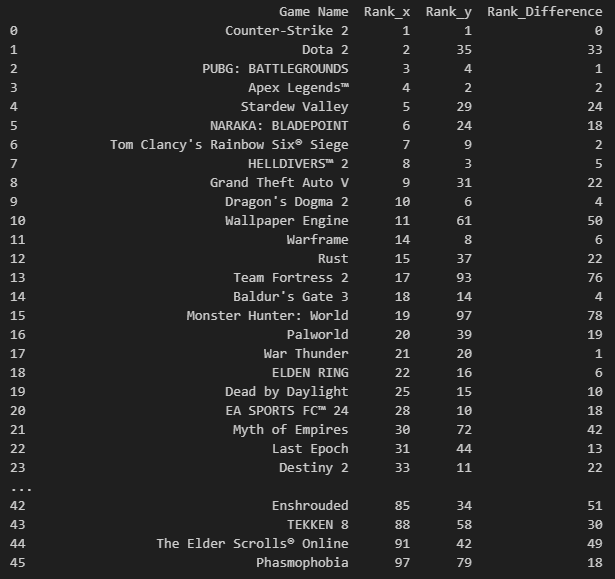 Game Name Rank_x Rank_y Rank_Difference
0 Counter-Strike 2 1 1 0
1 Dota 2 2 35 33
2 PUBG: BATTLEGROUNDS 3 4 1
3 Apex Legends™ 4 2 2
4 Stardew Valley 5 29 24
5 NARAKA: BLADEPOINT 6 24 18
6 Tom Clancy's Rainbow Six® Siege 7 9 2
7 HELLDIVERS™ 2 8 3 5
8 Grand Theft Auto V 9 31 22
9 Dragon's Dogma 2 10 6 4
10 Wallpaper Engine 11 61 50
11 Warframe 14 8 6
12 Rust 15 37 22
13 Team Fortress 2 17 93 76
14 Baldur's Gate 3 18 14 4
15 Monster Hunter: World 19 97 78
16 Palworld 20 39 19
17 War Thunder 21 20 1
18 ELDEN RING 22 16 6
19 Dead by Daylight 25 15 10
20 EA SPORTS FC™ 24 28 10 18
21 Myth of Empires 30 72 42
22 Last Epoch 31 44 13
23 Destiny 2 33 11 22
...
42 Enshrouded 85 34 51
43 TEKKEN 8 88 58 30
44 The Elder Scrolls® Online 91 42 49
45 Phasmophobia 97 79 18